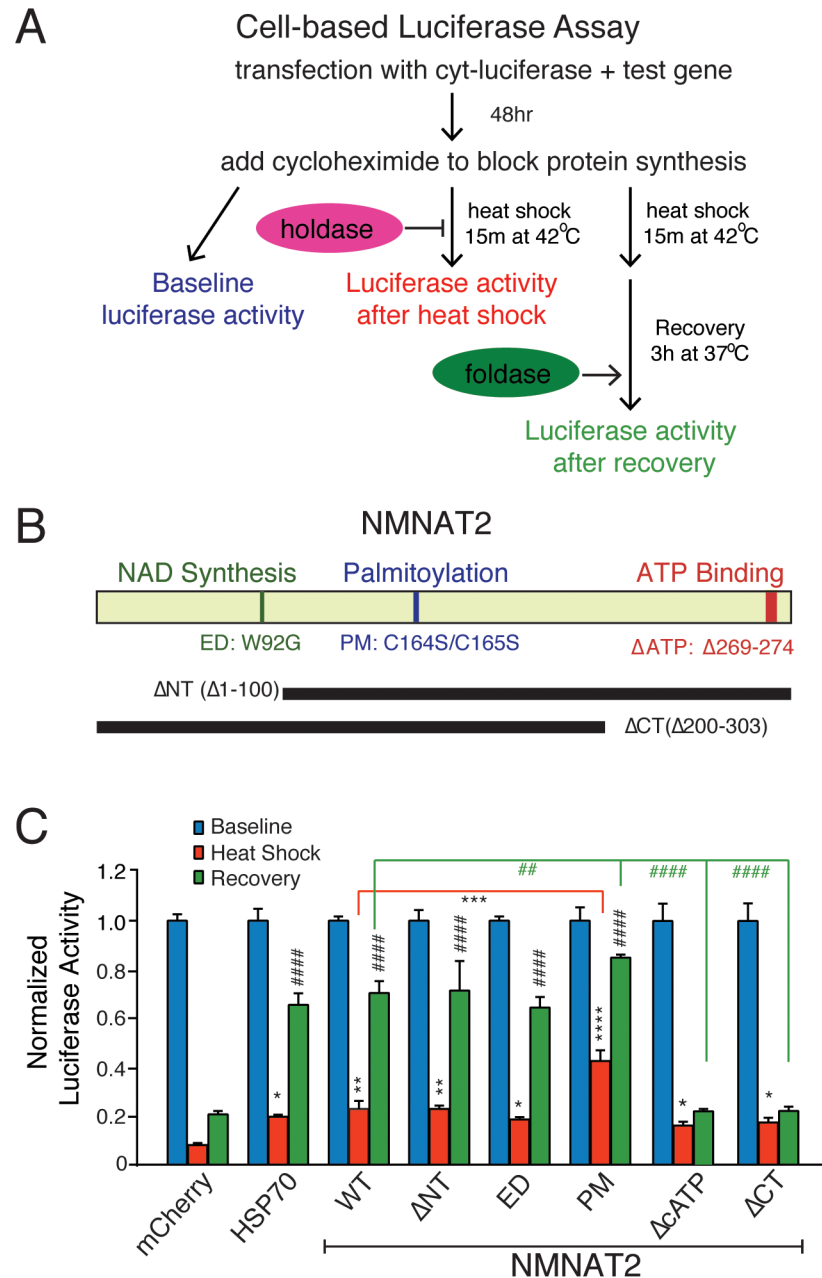 A
Cell-based Luciferase Assay
transfection with cyt-luciferase + test gene
48hr
add cycloheximide to block protein synthesis
holdase
heat shock
15m at 42⁰C
heat shock
15m at 42⁰C
Baseline
luciferase activity
Luciferase activity
after heat shock
Recovery
3h at 37⁰C
foldase
Luciferase activity
after recovery
B
NMNAT2
NAD Synthesis
Palmitoylation
ATP Binding
ED: W92G
PM: C164S/C165S
ΔATP: Δ269-274
ΔNT (Δ1-100)
ΔCT(Δ200-303)
C
Baseline
Heat Shock
Recovery
Normalized
Luciferase Activity
1.2
1.0
0.8
0.6
0.4
0.2
0
##
####
####
***
####
####
####
####
####
*
**
**
*
****
*
*
mCherry
HSP70
WT
ΔNT
ED
PM
ΔcATP
ΔCT
NMNAT2